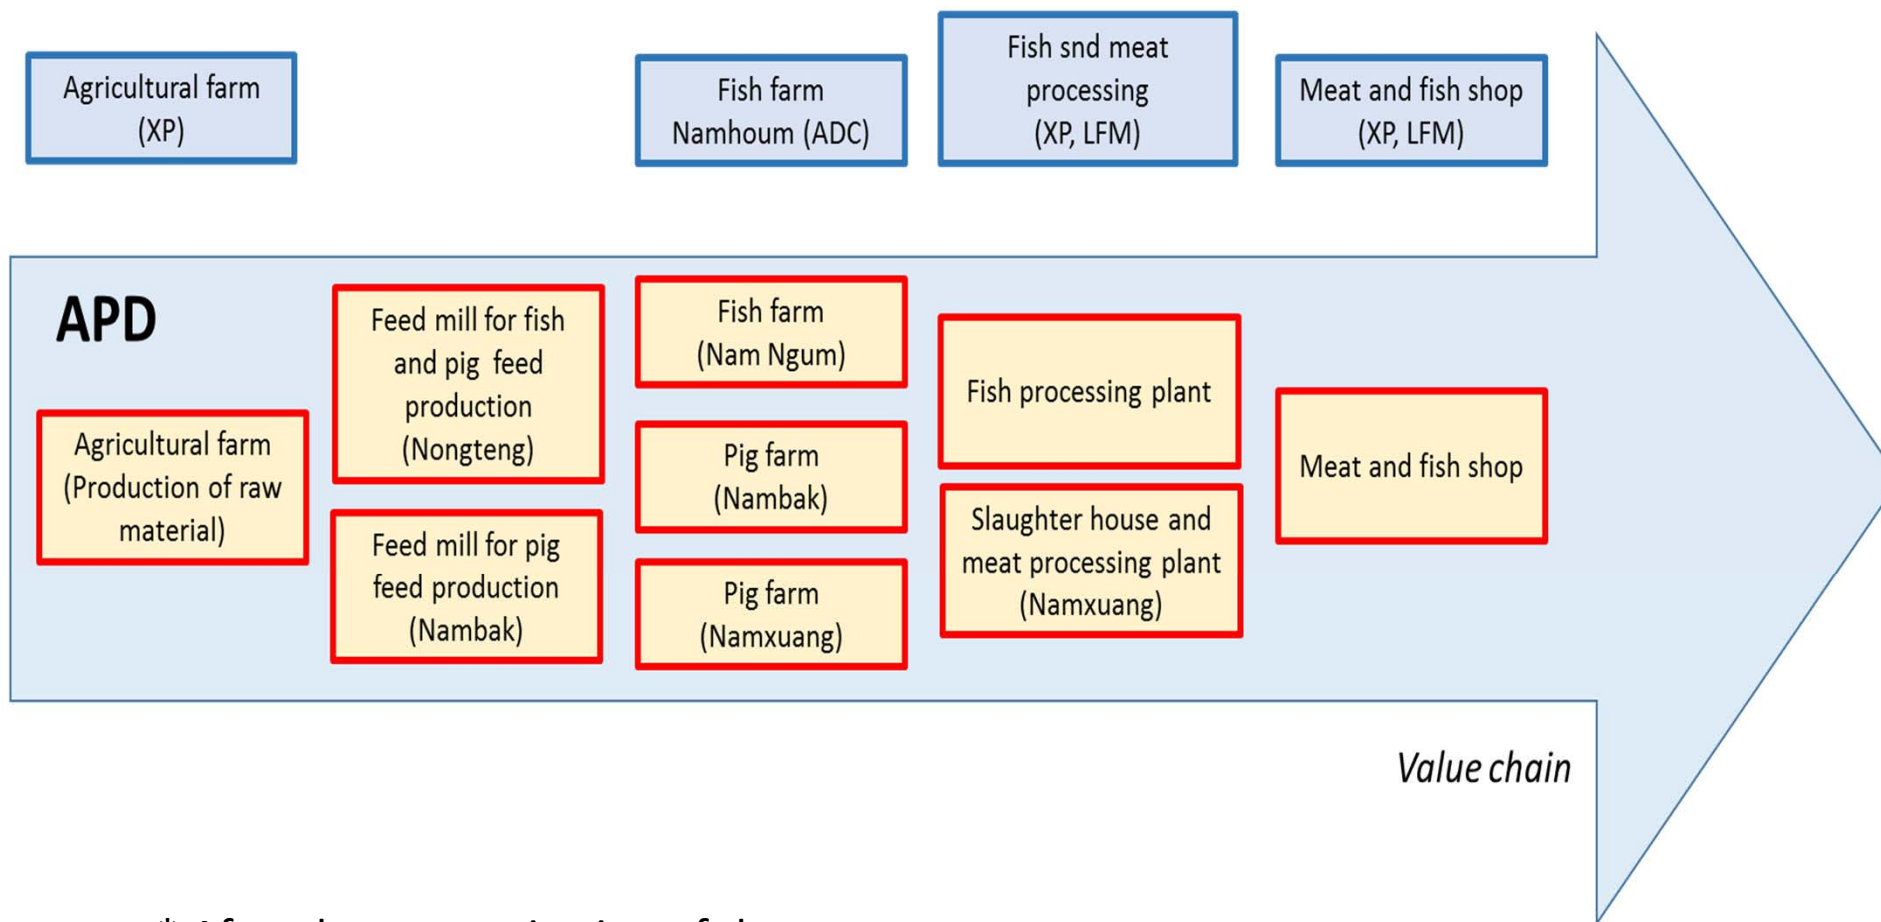 Agricultural farm
(XP)
Fish farm
Namhoum (ADC)
Fish snd meat
processing
(XP, LFM)
Meat and fish shop
(XP, LFM)
APD
Agricultural farm
(Production of raw
material)
Feed mill for fish
and pig feed
production
(Nongteng)
Feed mill for pig
feed production
(Nambak)
Fish farm
(Nam Ngum)
Pig farm
(Nambak)
Pig farm
(Namxuang)
Fish processing plant
Slaughter house and
meat processing plant
(Namxuang)
Meat and fish shop
Value chain